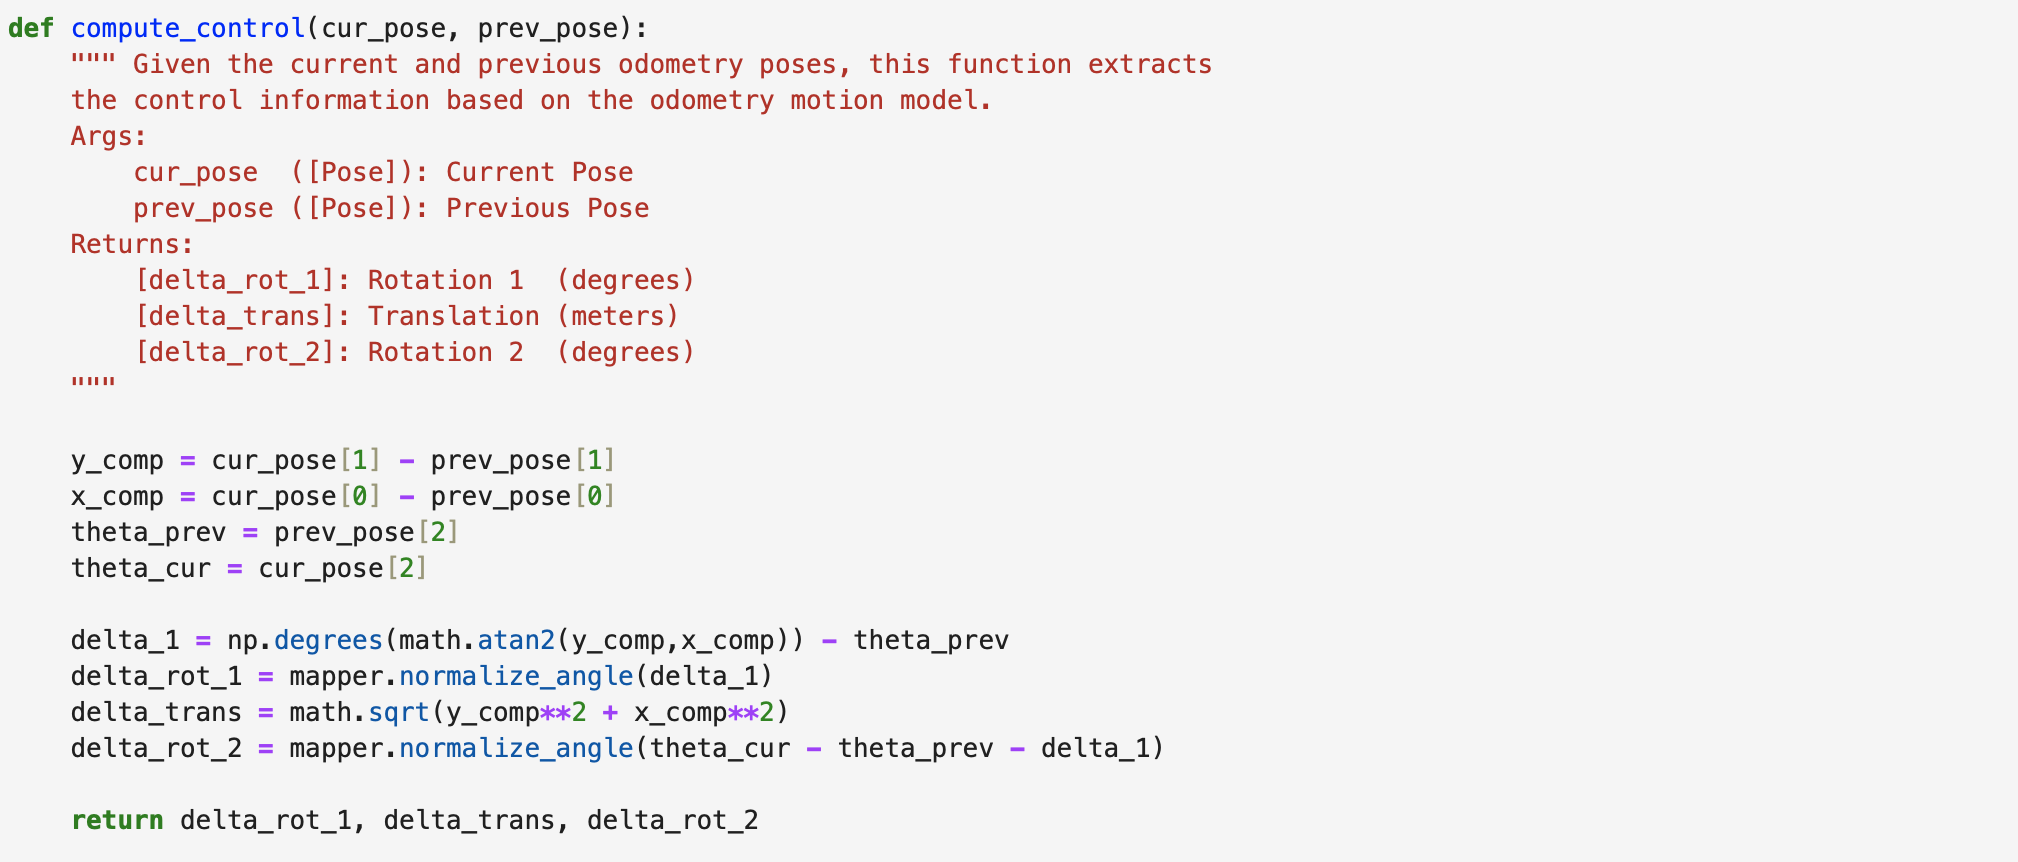 def compute_control(cur_pose, prev_pose):
    """ Given the current and previous odometry poses, this function extracts
    the control information based on the odometry motion model.
    Args:
        cur_pose  ([Pose]): Current Pose
        prev_pose ([Pose]): Previous Pose
    Returns:
        [delta_rot_1]: Rotation 1  (degrees)
        [delta_trans]: Translation (meters)
        [delta_rot_2]: Rotation 2  (degrees)
    """
    y_comp = cur_pose[1] - prev_pose[1]
    x_comp = cur_pose[0] - prev_pose[0]
    theta_prev = prev_pose[2]
    theta_cur = cur_pose[2]
    delta_1 = np.degrees(math.atan2(y_comp,x_comp)) - theta_prev
    delta_rot_1 = mapper.normalize_angle(delta_1)
    delta_trans = math.sqrt(y_comp**2 + x_comp**2)
    delta_rot_2 = mapper.normalize_angle(theta_cur - theta_prev - delta_1)
    return delta_rot_1, delta_trans, delta_rot_2